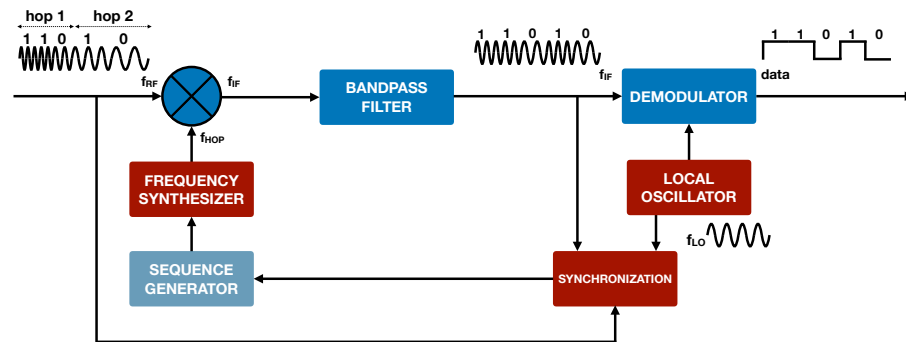 hop 1 hop 2
1 1 0 1 0
1 1 0 1 0
1 1 0 1 0
data
fRF
fIF
fIF
BANDPASS
FILTER
DEMODULATOR
fHOP
FREQUENCY
SYNTHESIZER
LOCAL
OSCILLATOR
fLO
SEQUENCE
GENERATOR
SYNCHRONIZATION